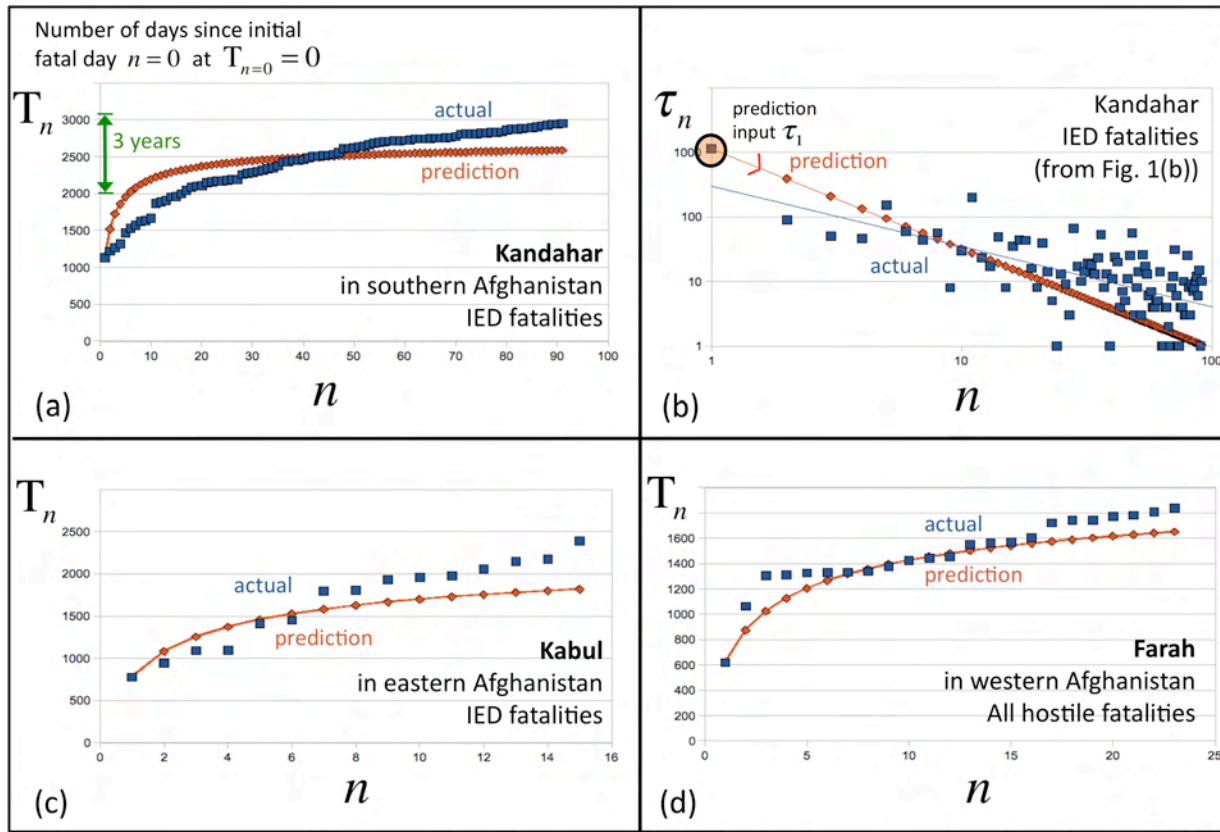 Number of days since initial
fatal day n = 0 at T_{n=0} = 0
T_n
3000
2500
2000
1500
1000
500
0
3 years
actual
prediction
Kandahar
in southern Afghanistan
IED fatalities
0 10 20 30 40 50 60 70 80 90 100
n
(a)
τ_n
1000
100
10
1
prediction
input τ_1
prediction
actual
Kandahar
IED fatalities
(from Fig. 1(b))
1 10 100
n
(b)
T_n
2500
2000
1500
1000
500
0
actual
prediction
Kabul
in eastern Afghanistan
IED fatalities
0 2 4 6 8 10 12 14 16
n
(c)
T_n
1800
1600
1400
1200
1000
800
600
400
200
0
actual
prediction
Farah
in western Afghanistan
All hostile fatalities
0 5 10 15 20 25
n
(d)